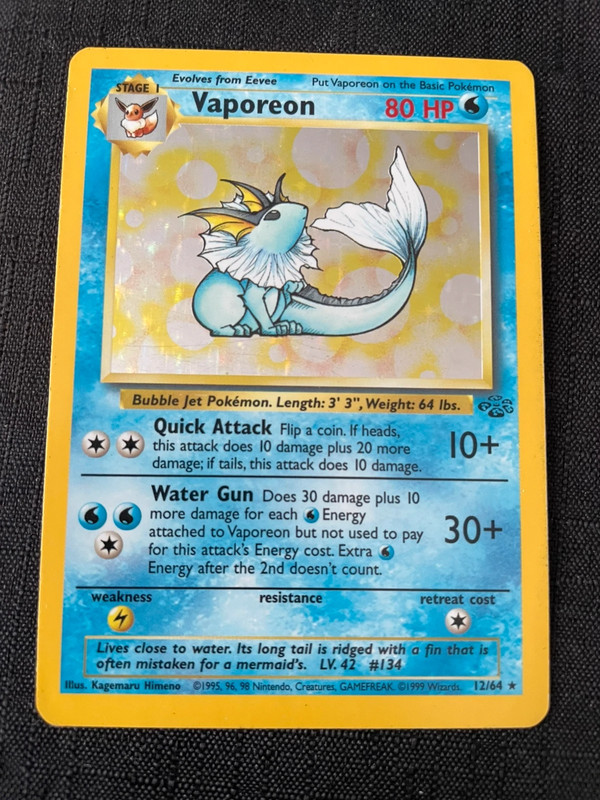 Evolves from Eevee Put Vaporeon on the Basic Pokémon
STAGE 1
Vaporeon 80 HP
Bubble Jet Pokémon. Length: 3' 3", Weight: 64 lbs.
Quick Attack Flip a coin. If heads,
this attack does 10 damage plus 20 more
damage; if tails, this attack does 10 damage.
10+
Water Gun Does 30 damage plus 10
more damage for each Energy
attached to Vaporeon but not used to pay
for this attack's Energy cost. Extra
Energy after the 2nd doesn't count.
30+
weakness resistance retreat cost
Lives close to water. Its long tail is ridged with a fin that is
often mistaken for a mermaid's. LV. 42 #134
Illus. Kagemaru Himeno ©1995, 96, 98 Nintendo, Creatures, GAMEFREAK. ©1999 Wizards. 12/64 ★